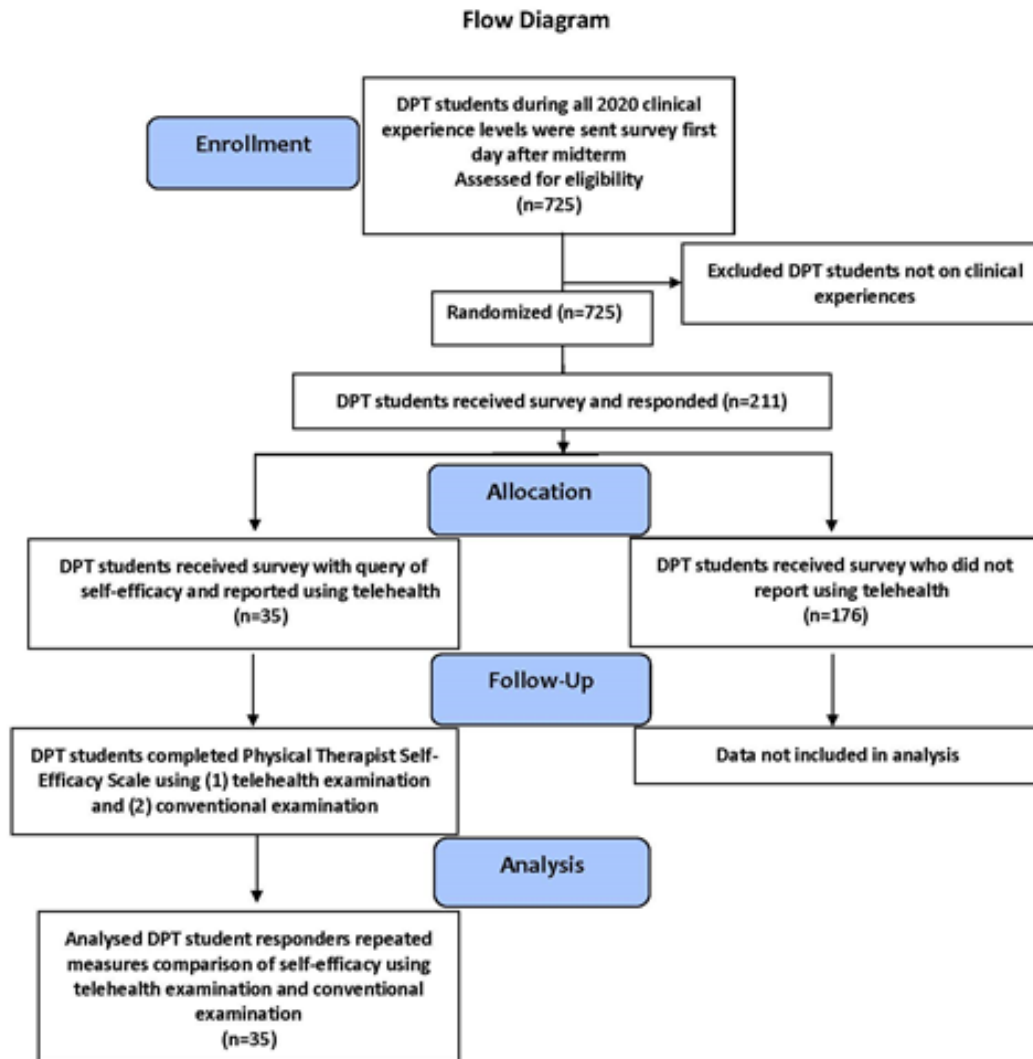 Flow Diagram
Enrollment
DPT students during all 2020 clinical
experience levels were sent survey first
day after midterm
Assessed for eligibility
(n=725)
Excluded DPT students not on clinical
experiences
Randomized (n=725)
DPT students received survey and responded (n=211)
Allocation
DPT students received survey with query of
self-efficacy and reported using telehealth
(n=35)
DPT students received survey who did not
report using telehealth
(n=176)
Follow-Up
DPT students completed Physical Therapist Self-
Efficacy Scale using (1) telehealth examination
and (2) conventional examination
Data not included in analysis
Analysis
Analysed DPT student responders repeated
measures comparison of self-efficacy using
telehealth examination and conventional
examination
(n=35)